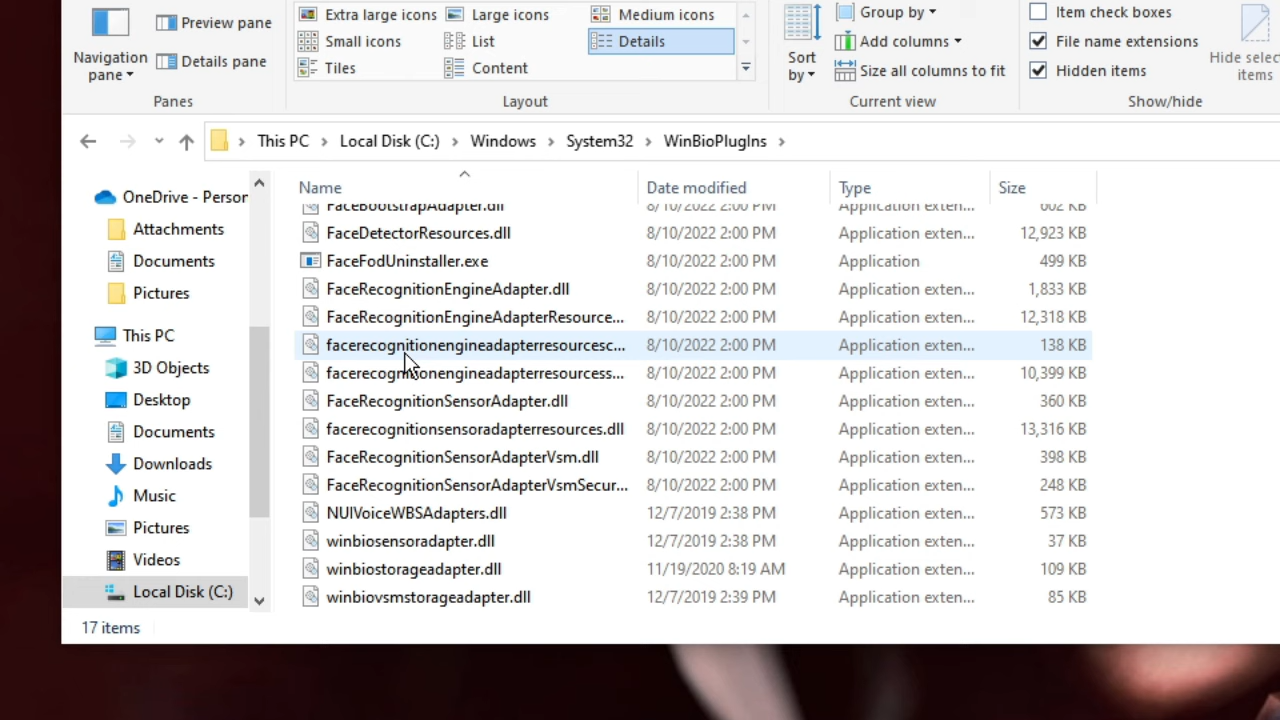 Navigation pane
Preview pane
Details pane
Panes
Extra large icons
Large icons
Medium icons
Small icons
List
Details
Tiles
Content
Layout
Sort by
Group by
Add columns
Size all columns to fit
Current view
Item check boxes
File name extensions
Hidden items
Hide selec
items
Show/hide
This PC > Local Disk (C:) > Windows > System32 > WinBioPlugIns >
OneDrive - Person
Attachments
Documents
Pictures
This PC
3D Objects
Desktop
Documents
Downloads
Music
Pictures
Videos
Local Disk (C:)
Name Date modified Type Size
FaceBootstrapAdapter.dll 8/10/2022 2:00 PM Application exten... 602 KB
FaceDetectorResources.dll 8/10/2022 2:00 PM Application exten... 12,923 KB
FaceFodUninstaller.exe 8/10/2022 2:00 PM Application 499 KB
FaceRecognitionEngineAdapter.dll 8/10/2022 2:00 PM Application exten... 1,833 KB
FaceRecognitionEngineAdapterResource... 8/10/2022 2:00 PM Application exten... 12,318 KB
facerecognitionengineadapterresourcesc... 8/10/2022 2:00 PM Application exten... 138 KB
facerecognitionengineadapterresourcess... 8/10/2022 2:00 PM Application exten... 10,399 KB
FaceRecognitionSensorAdapter.dll 8/10/2022 2:00 PM Application exten... 360 KB
facerecognitionsensoradapterresources.dll 8/10/2022 2:00 PM Application exten... 13,316 KB
FaceRecognitionSensorAdapterVsm.dll 8/10/2022 2:00 PM Application exten... 398 KB
FaceRecognitionSensorAdapterVsmSecur... 8/10/2022 2:00 PM Application exten... 248 KB
NUIVoiceWBSAdapters.dll 12/7/2019 2:38 PM Application exten... 573 KB
winbiosensoradapter.dll 12/7/2019 2:38 PM Application exten... 37 KB
winbiostorageadapter.dll 11/19/2020 8:19 AM Application exten... 109 KB
winbiovsmstorageadapter.dll 12/7/2019 2:39 PM Application exten... 85 KB
17 items